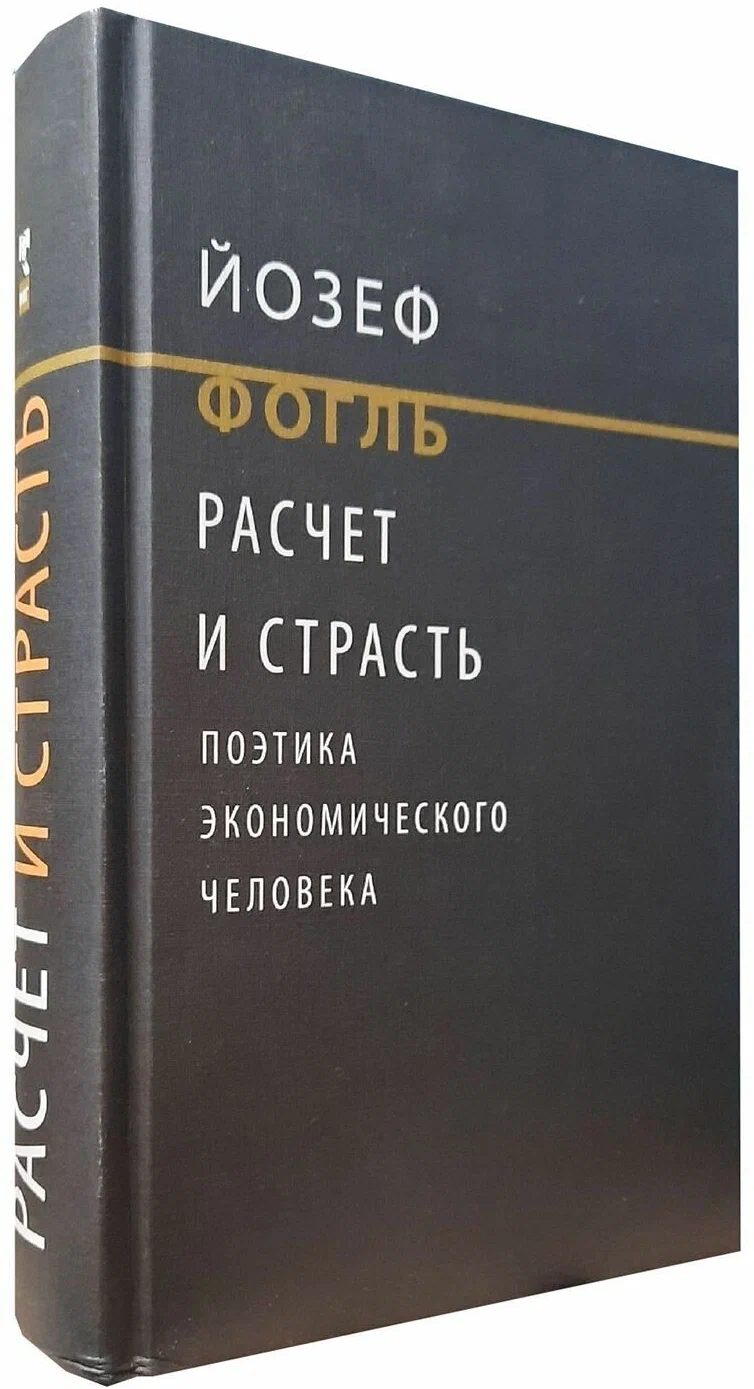 ЙОЗЕФ
ФОГЛЬ
РАСЧЕТ
И СТРАСТЬ
ПОЭТИКА
ЭКОНОМИЧЕСКОГО
ЧЕЛОВЕКА
РАСЧЕТ И СТРАСТЬ